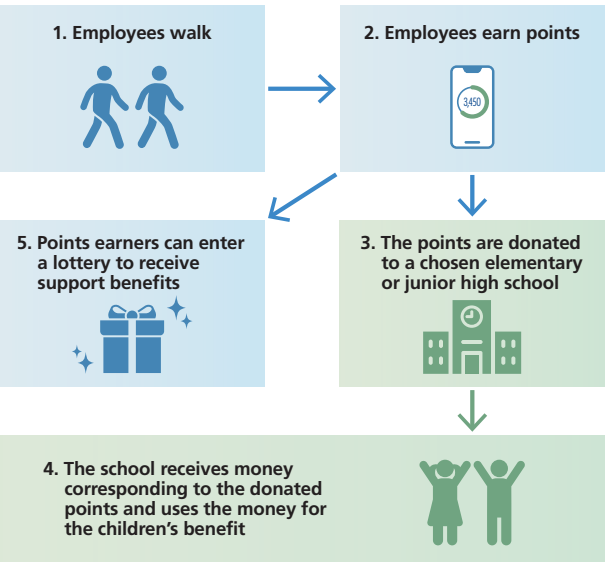 1. Employees walk
2. Employees earn points
3,450
5. Points earners can enter
a lottery to receive
support benefits
3. The points are donated
to a chosen elementary
or junior high school
4. The school receives money
corresponding to the donated
points and uses the money for
the children’s benefit